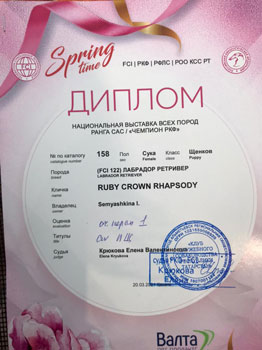 Spring
time
FCI | РКФ | РФЛС | РОО КСС РТ
ДИПЛОМ
НАЦИОНАЛЬНАЯ ВЫСТАВКА ВСЕХ ПОРОД
РАНГА САС / «ЧЕМПИОН РКФ»
№ по каталогу 158 Пол Сука Класс Щенков
catalogue number Sex Female Class Puppy
Порода (FCI 122) ЛАБРАДОР РЕТРИВЕР
breed LABRADOR RETRIEVER
Кличка RUBY CROWN RHAPSODY
name
Владелец Semyashkina I.
owner
Оценка
Титулы
title
Судья Крюкова Елена Валентиновна
judge Elena Kryukova
Крюкова
Елена
Валта